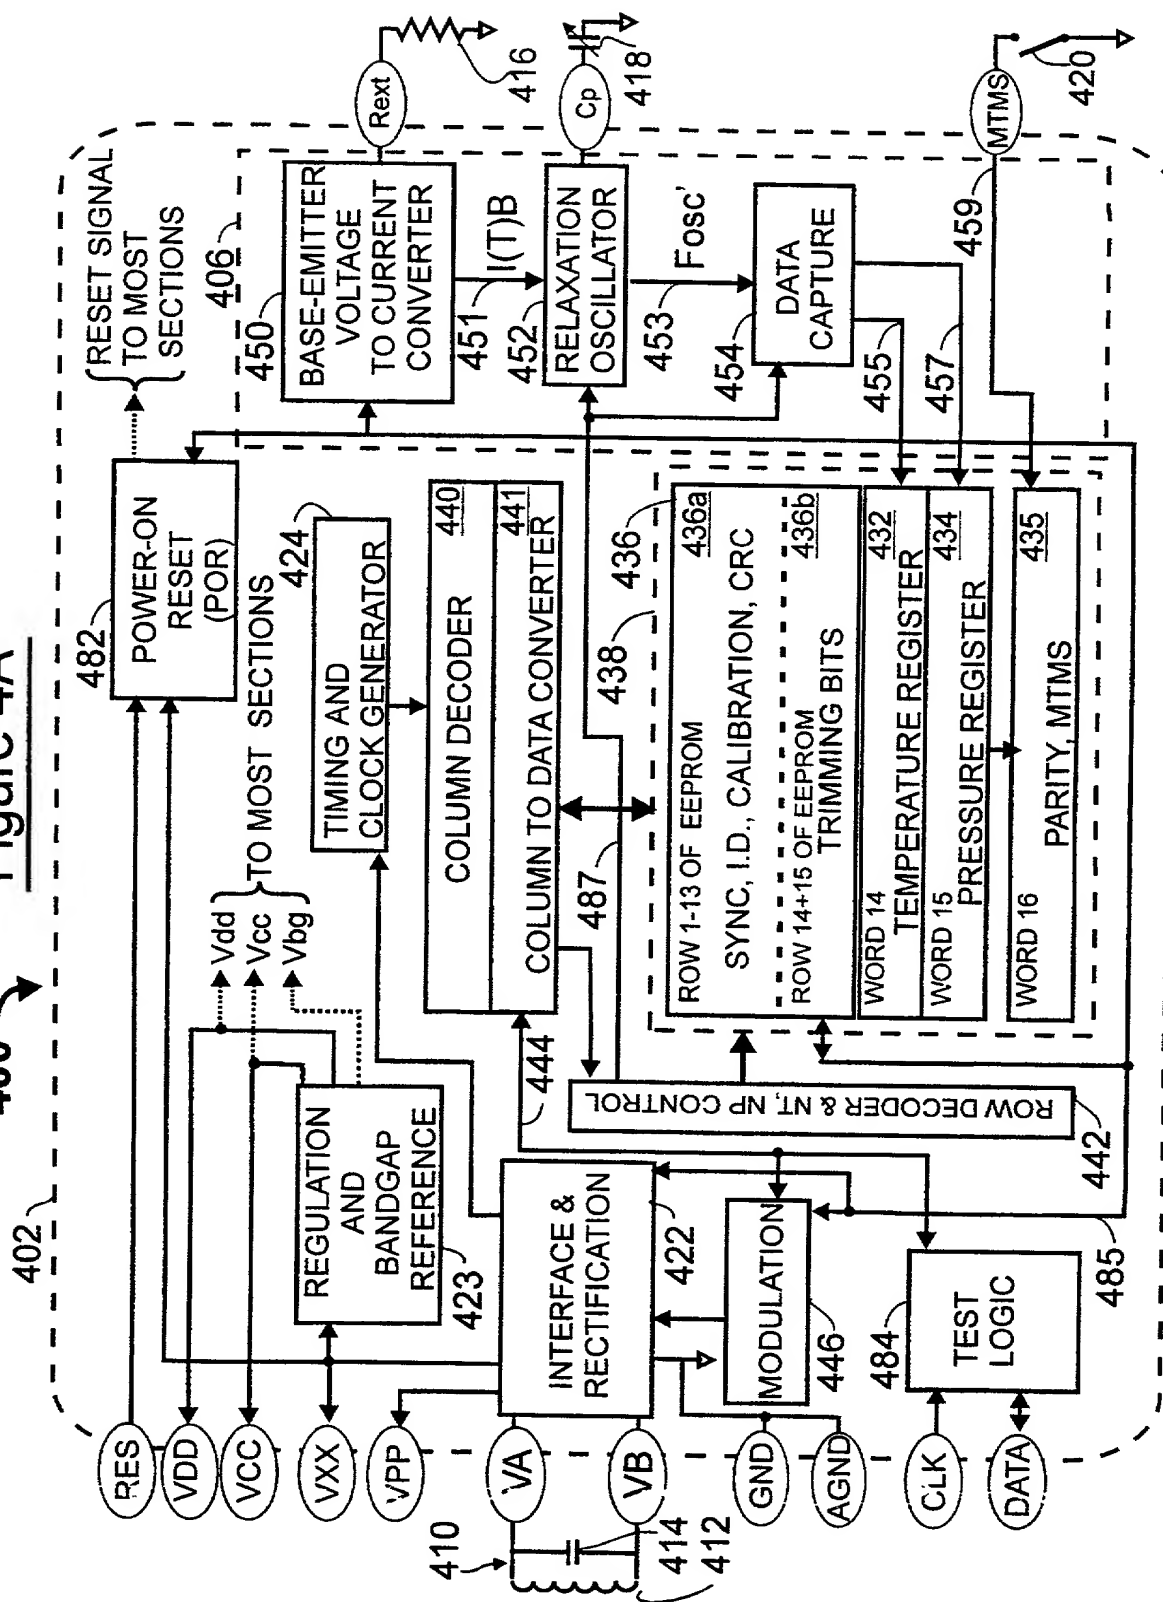 Figure 4A
400
402
RES
VDD
VCC
VXX
VPP
VA
VB
GND
AGND
CLK
DATA
410
414
412
482
POWER-ON
RESET
(POR)
RESET SIGNAL
TO MOST
SECTIONS
Vdd
Vcc
Vbg
TO MOST SECTIONS
REGULATION
AND
BANDGAP
REFERENCE
423
424
TIMING AND
CLOCK GENERATOR
INTERFACE &
RECTIFICATION
422
444
COLUMN DECODER
440
COLUMN TO DATA CONVERTER
441
406
450
BASE-EMITTER
VOLTAGE
TO CURRENT
CONVERTER
Rext
416
451
I(T)B
452
RELAXATION
OSCILLATOR
Cp
418
453
Fosc'
454
DATA
CAPTURE
455
457
459
MTMS
420
487
438
436
ROW 1-13 OF EEPROM
436a
SYNC, I.D., CALIBRATION, CRC
ROW 14+15 OF EEPROM
436b
TRIMMING BITS
WORD 14
432
TEMPERATURE REGISTER
WORD 15
434
PRESSURE REGISTER
WORD 16
435
PARITY, MTMS
ROW DECODER & NT, NP CONTROL
442
MODULATION
446
484
TEST
LOGIC
485